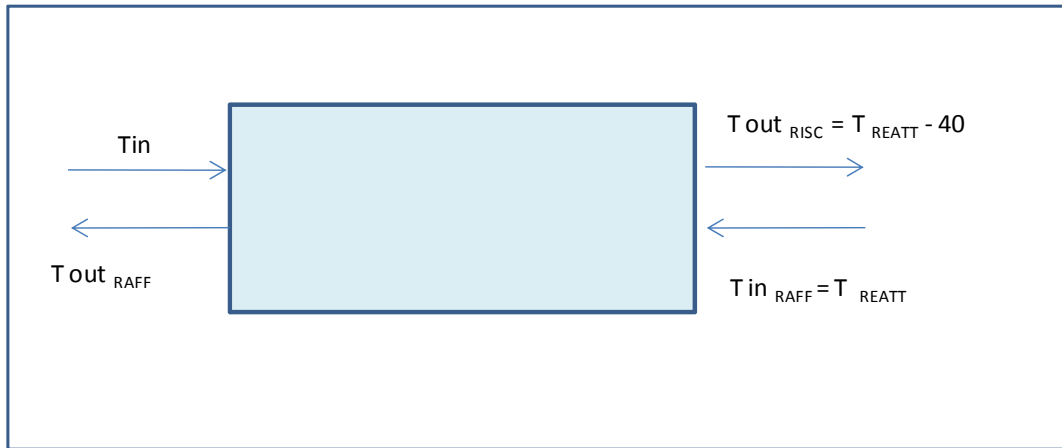 T out RISC = T REATT - 40
Tin
T out RAFF
T in RAFF = T REATT